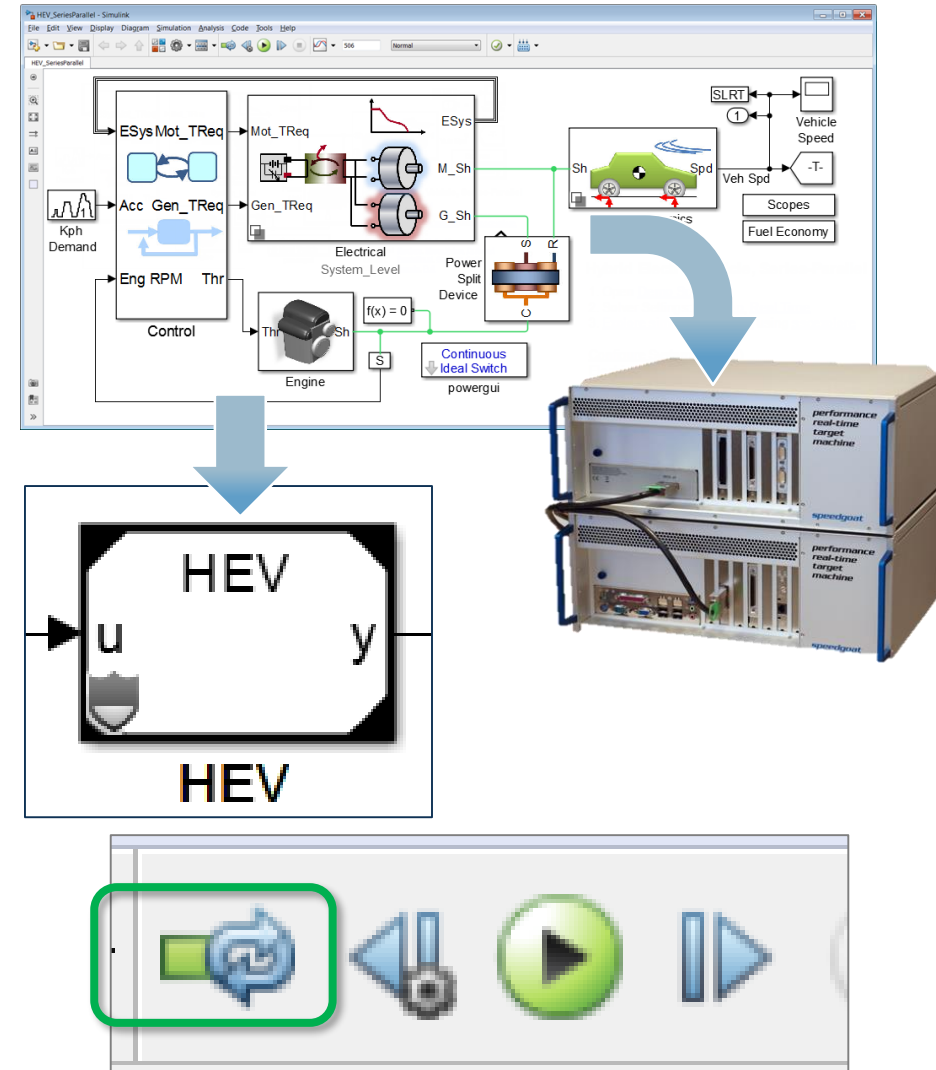 HEV_SeriesParallel - Simulink
File Edit View Display Diagram Simulation Analysis Code Tools Help
566
Normal
HEV_SeriesParallel
ESys Mot_TReq
Acc Gen_TReq
Eng RPM Thr
Control
Kph
Demand
Mot_TReq
Gen_TReq
ESys
M_Sh
G_Sh
Electrical
System_Level
Thr
Sh
Engine
f(x) = 0
S
Continuous
Ideal Switch
powergui
Power
Split
Device
S
R
C
Sh
Spd
Veh Spd
SLRT
1
Vehicle
Speed
-T-
Scopes
Fuel Economy
performance
real-time
target
machine
speedgoat
performance
real-time
target
machine
speedgoat
HEV
u
y
HEV